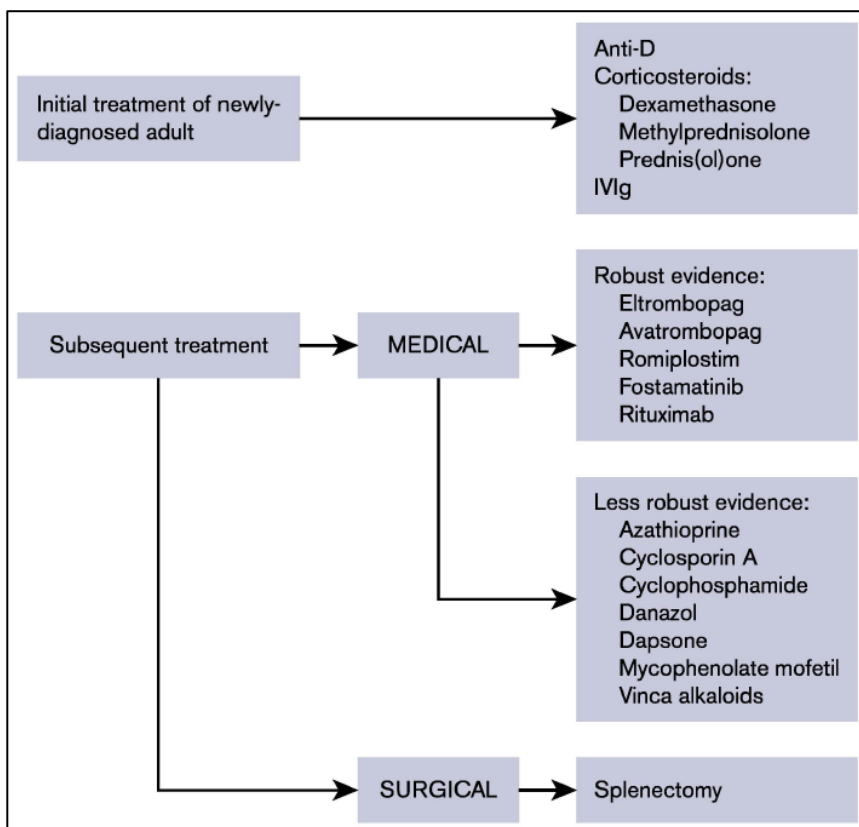 Initial treatment of newly-
diagnosed adult
Anti-D
Corticosteroids:
Dexamethasone
Methylprednisolone
Prednis(ol)one
IVIg
Subsequent treatment
MEDICAL
Robust evidence:
Eltrombopag
Avatrombopag
Romiplostim
Fostamatinib
Rituximab
Less robust evidence:
Azathioprine
Cyclosporin A
Cyclophosphamide
Danazol
Dapsone
Mycophenolate mofetil
Vinca alkaloids
SURGICAL
Splenectomy